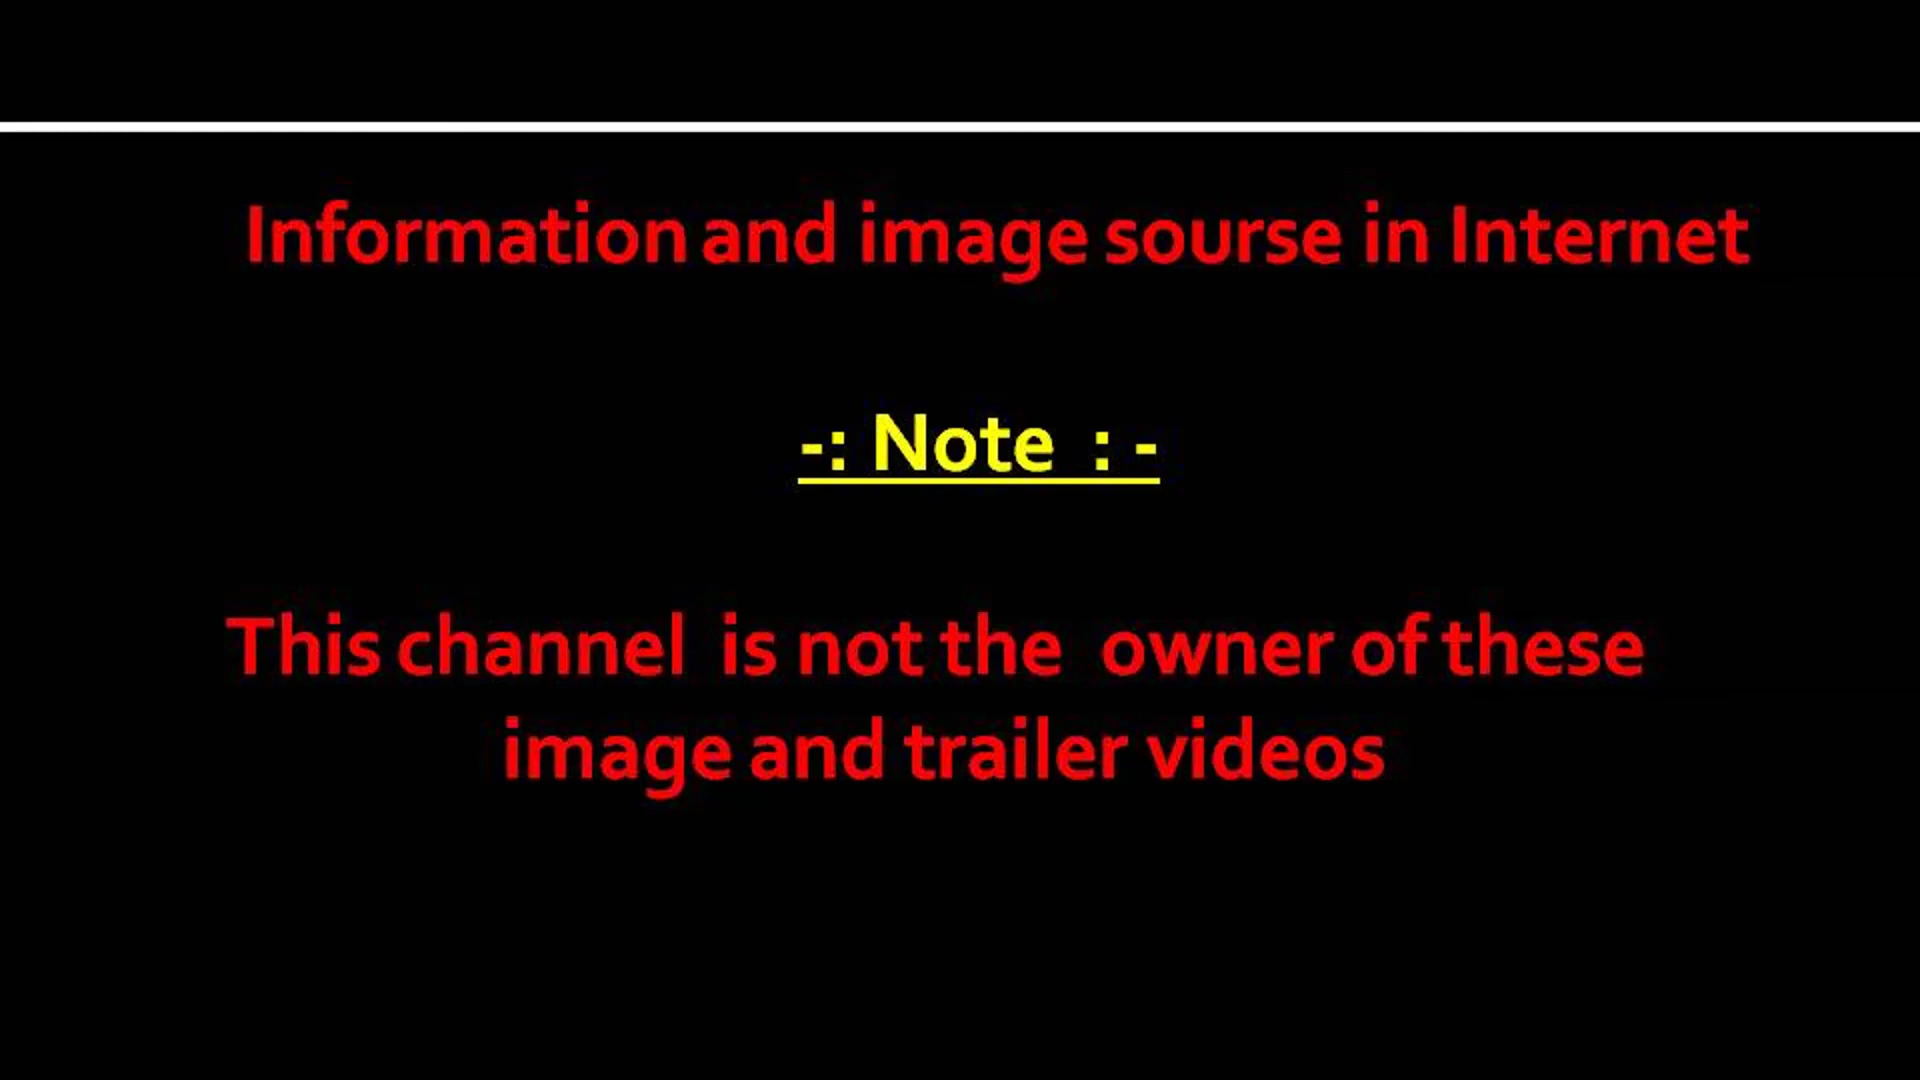 Information and image sourse in Internet
-: Note : -
This channel is not the owner of these
image and trailer videos